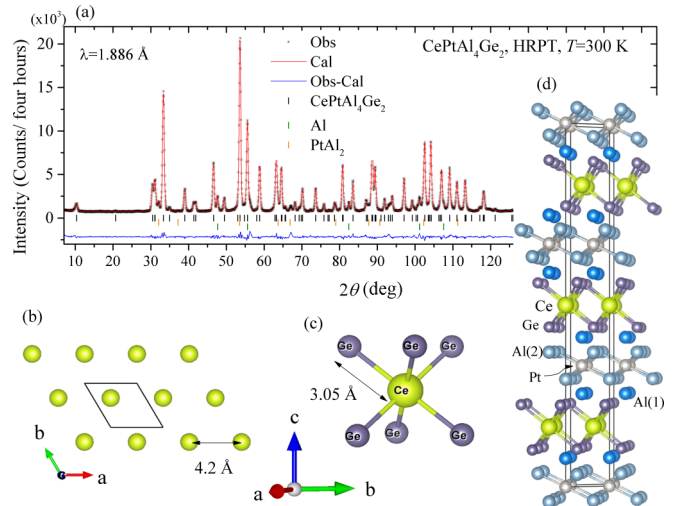 ×10³
(a)
20
15
10
5
0
Intensity (Counts/ four hours)
λ=1.886 Å
Obs
Cal
Obs-Cal
CePtAl₄Ge₂
Al
PtAl₂
CePtAl₄Ge₂, HRPT, T=300 K
10 20 30 40 50 60 70 80 90 100 110 120
2θ (deg)
(b)
4.2 Å
b
a
(c)
Ge
Ge
Ge
Ce
Ge
Ge
Ge
3.05 Å
c
a
b
(d)
Ce
Ge
Al(2)
Pt
Al(1)